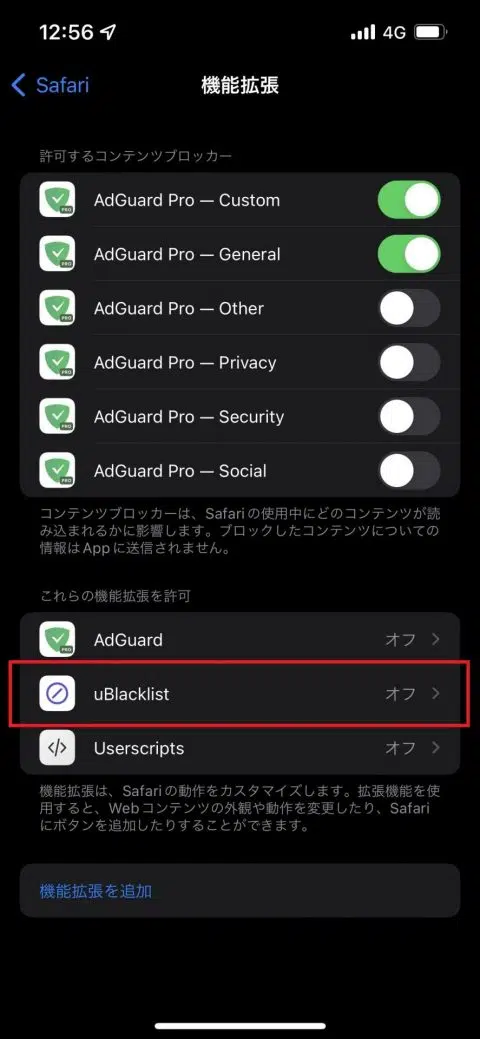 12:56 4G
Safari 機能拡張
許可するコンテンツブロッカー
AdGuard Pro — Custom
AdGuard Pro — General
AdGuard Pro — Other
AdGuard Pro — Privacy
AdGuard Pro — Security
AdGuard Pro — Social
コンテンツブロッカーは、Safariの使用中にどのコンテンツが読
み込まれるかに影響します。ブロックしたコンテンツについての
情報はAppに送信されません。
これらの機能拡張を許可
AdGuard オフ
uBlacklist オフ
Userscripts オフ
機能拡張は、Safariの動作をカスタマイズします。拡張機能を使
用すると、Webコンテンツの外観や動作を変更したり、Safari
にボタンを追加したりすることができます。
機能拡張を追加